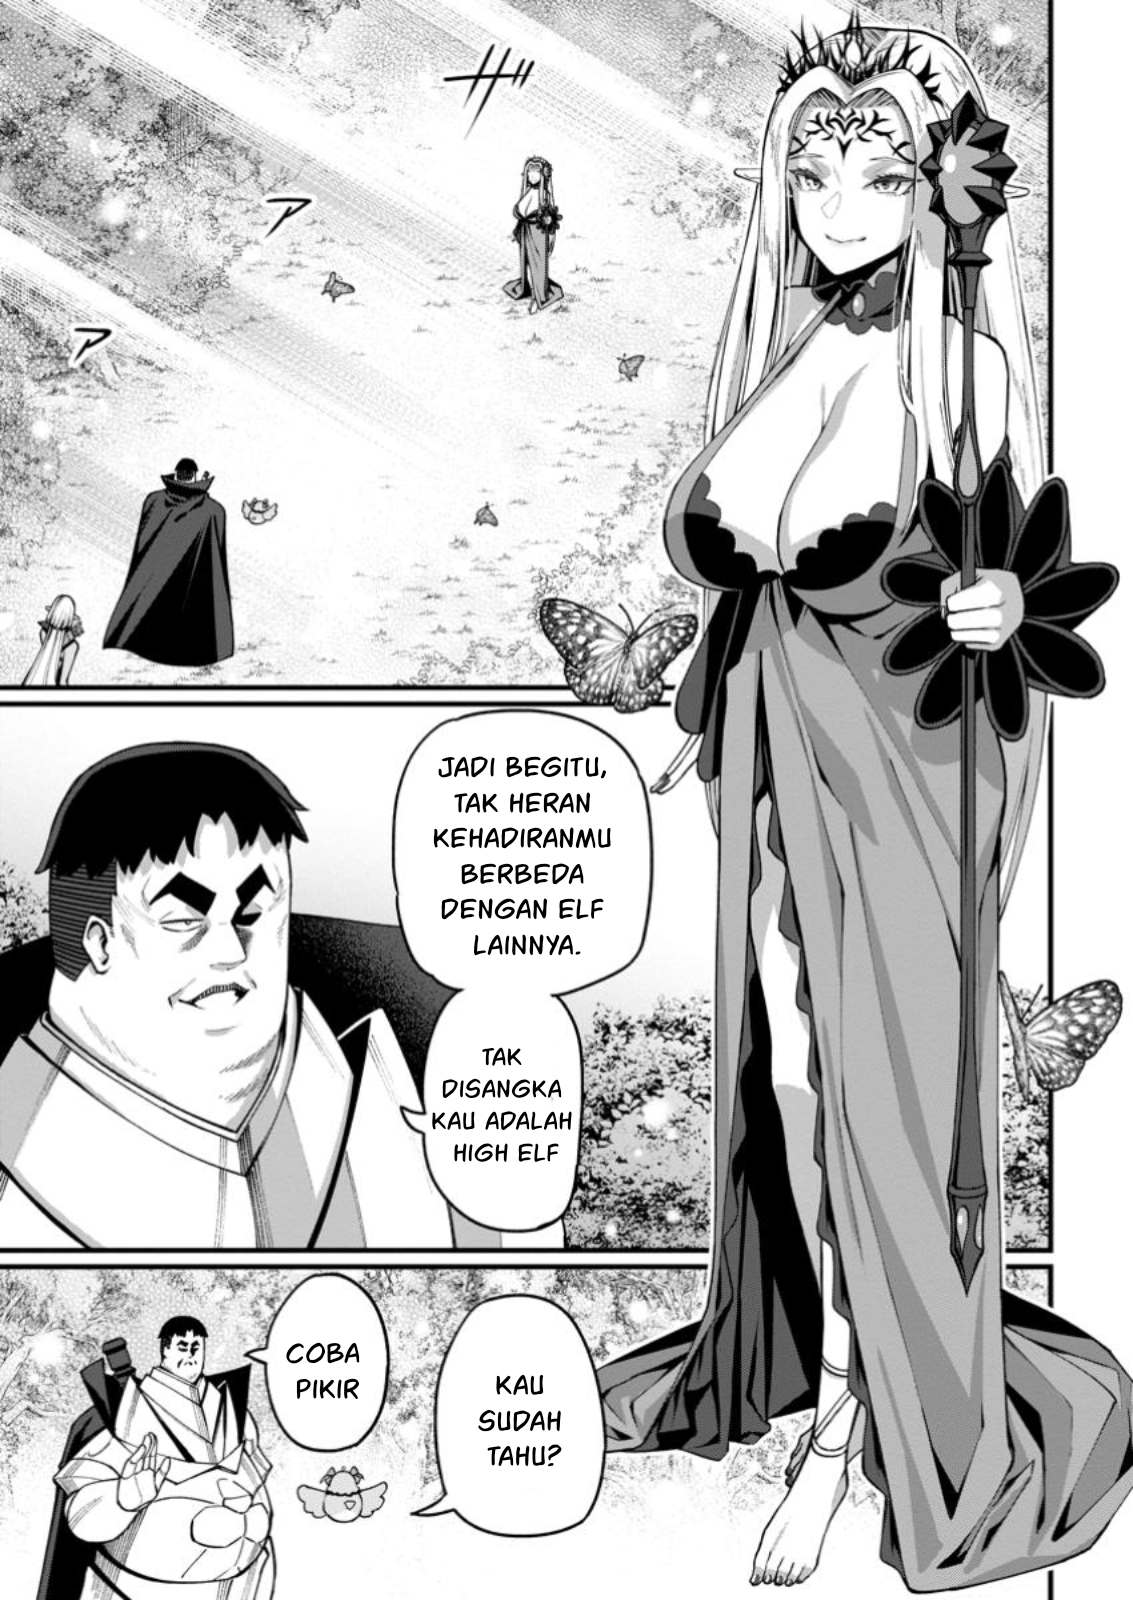 サアア
JADI BEGITU,
TAK HERAN
KEHADIRANMU
BERBEDA
DENGAN ELF
LAINNYA.
TAK
DISANGKA
KAU ADALAH
HIGH ELF
KAU
SUDAH
TAHU?
COBA
PIKIR